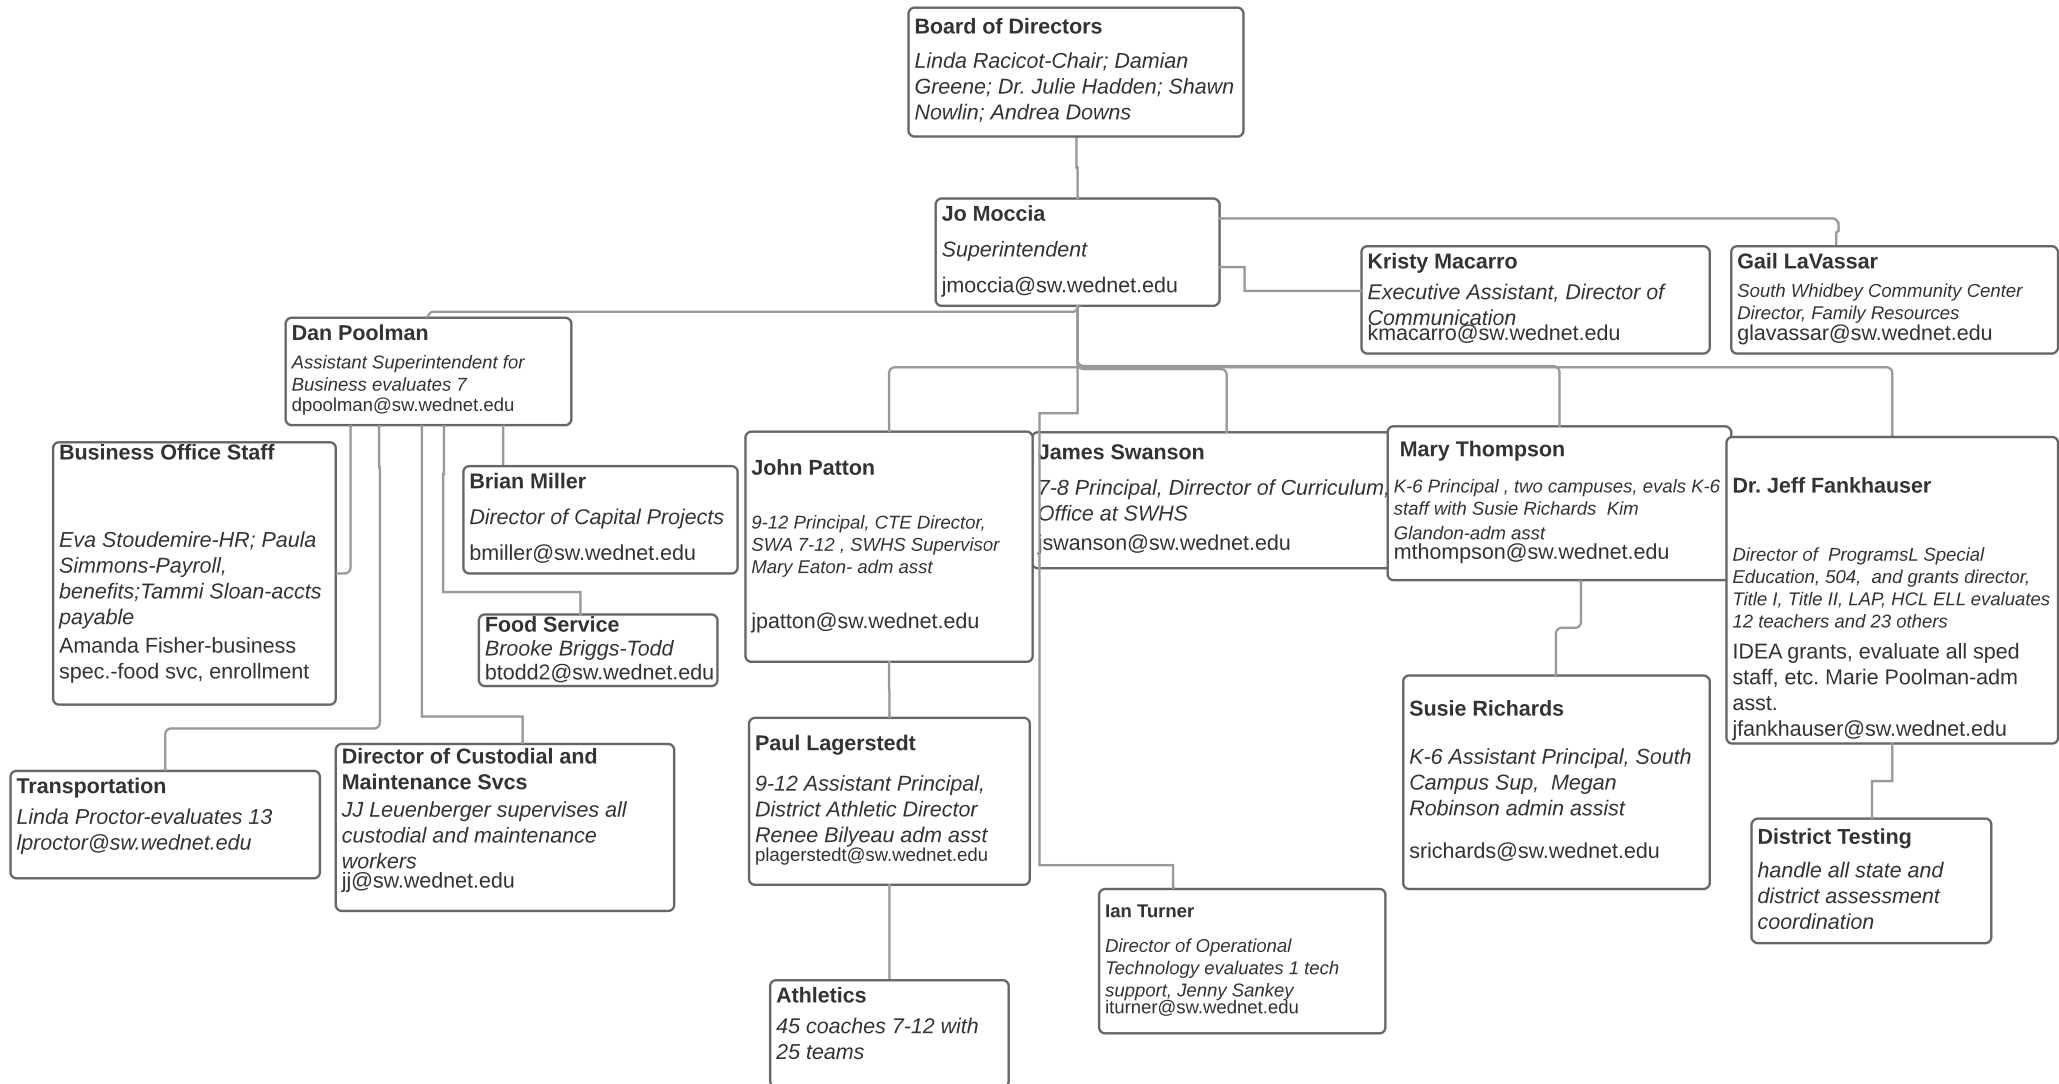 Board of Directors
Linda Racicot-Chair; Damian
Greene; Dr. Julie Hadden; Shawn
Nowlin; Andrea Downs
Jo Moccia
Superintendent
jmoccia@sw.wednet.edu
Kristy Macarro
Executive Assistant, Director of
Communication
kmacarro@sw.wednet.edu
Gail LaVassar
South Whidbey Community Center
Director, Family Resources
glavassar@sw.wednet.edu
Dan Poolman
Assistant Superintendent for
Business evaluates 7
dpoolman@sw.wednet.edu
Business Office Staff
Eva Stoudemire-HR; Paula
Simmons-Payroll,
benefits;Tammi Sloan-accts
payable
Amanda Fisher-business
spec.-food svc, enrollment
Brian Miller
Director of Capital Projects
bmiller@sw.wednet.edu
Food Service
Brooke Briggs-Todd
btodd2@sw.wednet.edu
Transportation
Linda Proctor-evaluates 13
lproctor@sw.wednet.edu
Director of Custodial and
Maintenance Svcs
JJ Leuenberger supervises all
custodial and maintenance
workers
jj@sw.wednet.edu
John Patton
9-12 Principal, CTE Director,
SWA 7-12 , SWHS Supervisor
Mary Eaton- adm asst
jpatton@sw.wednet.edu
Paul Lagerstedt
9-12 Assistant Principal,
District Athletic Director
Renee Bilyeau adm asst
plagerstedt@sw.wednet.edu
Athletics
45 coaches 7-12 with
25 teams
James Swanson
7-8 Principal, Dirrector of Curriculum,
Office at SWHS
jswanson@sw.wednet.edu
Ian Turner
Director of Operational
Technology evaluates 1 tech
support, Jenny Sankey
iturner@sw.wednet.edu
Mary Thompson
K-6 Principal , two campuses, evals K-6
staff with Susie Richards  Kim
Glandon-adm asst
mthompson@sw.wednet.edu
Susie Richards
K-6 Assistant Principal, South
Campus Sup,  Megan
Robinson admin assist
srichards@sw.wednet.edu
Dr. Jeff Fankhauser
Director of  ProgramsL Special
Education, 504,  and grants director,
Title I, Title II, LAP, HCL ELL evaluates
12 teachers and 23 others
IDEA grants, evaluate all sped
staff, etc. Marie Poolman-adm
asst.
jfankhauser@sw.wednet.edu
District Testing
handle all state and
district assessment
coordination